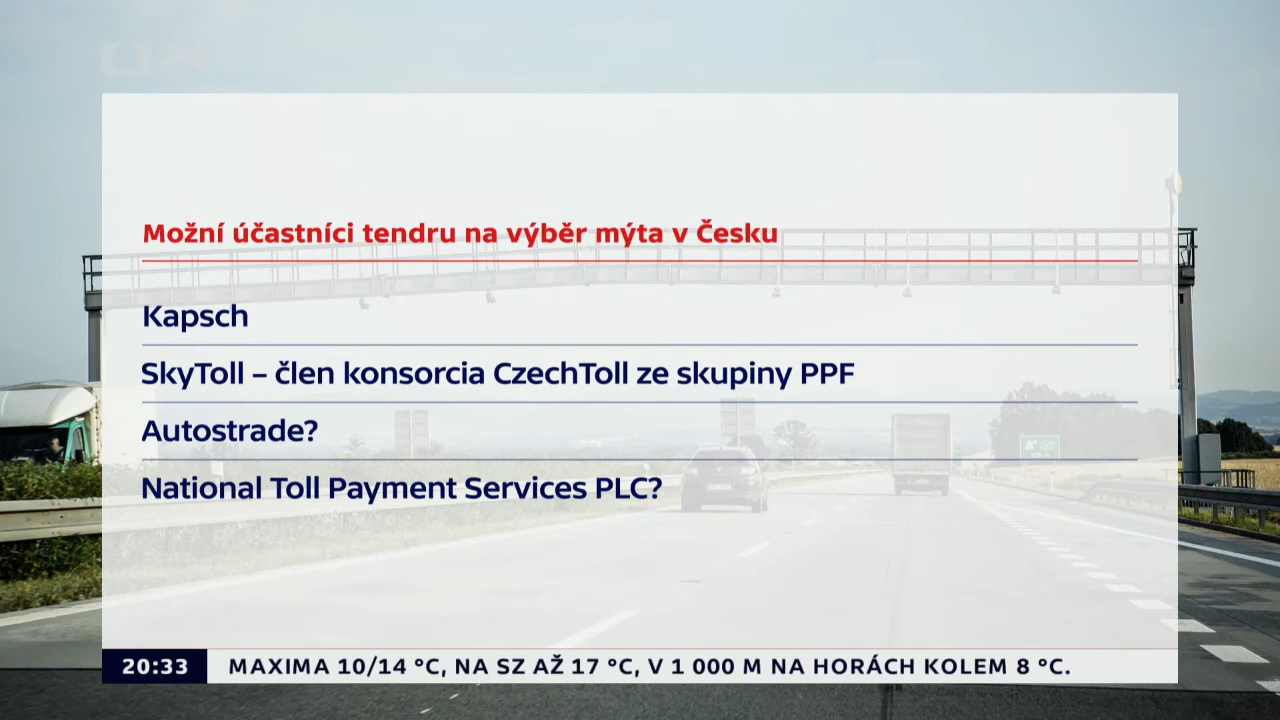 Možní účastníci tendru na výběr mýta v Česku
Kapsch
SkyToll – člen konsorcia CzechToll ze skupiny PPF
Autostrade?
National Toll Payment Services PLC?
20:33 MAXIMA 10/14 °C, NA SZ AŽ 17 °C, V 1 000 M NA HORÁCH KOLEM 8 °C.